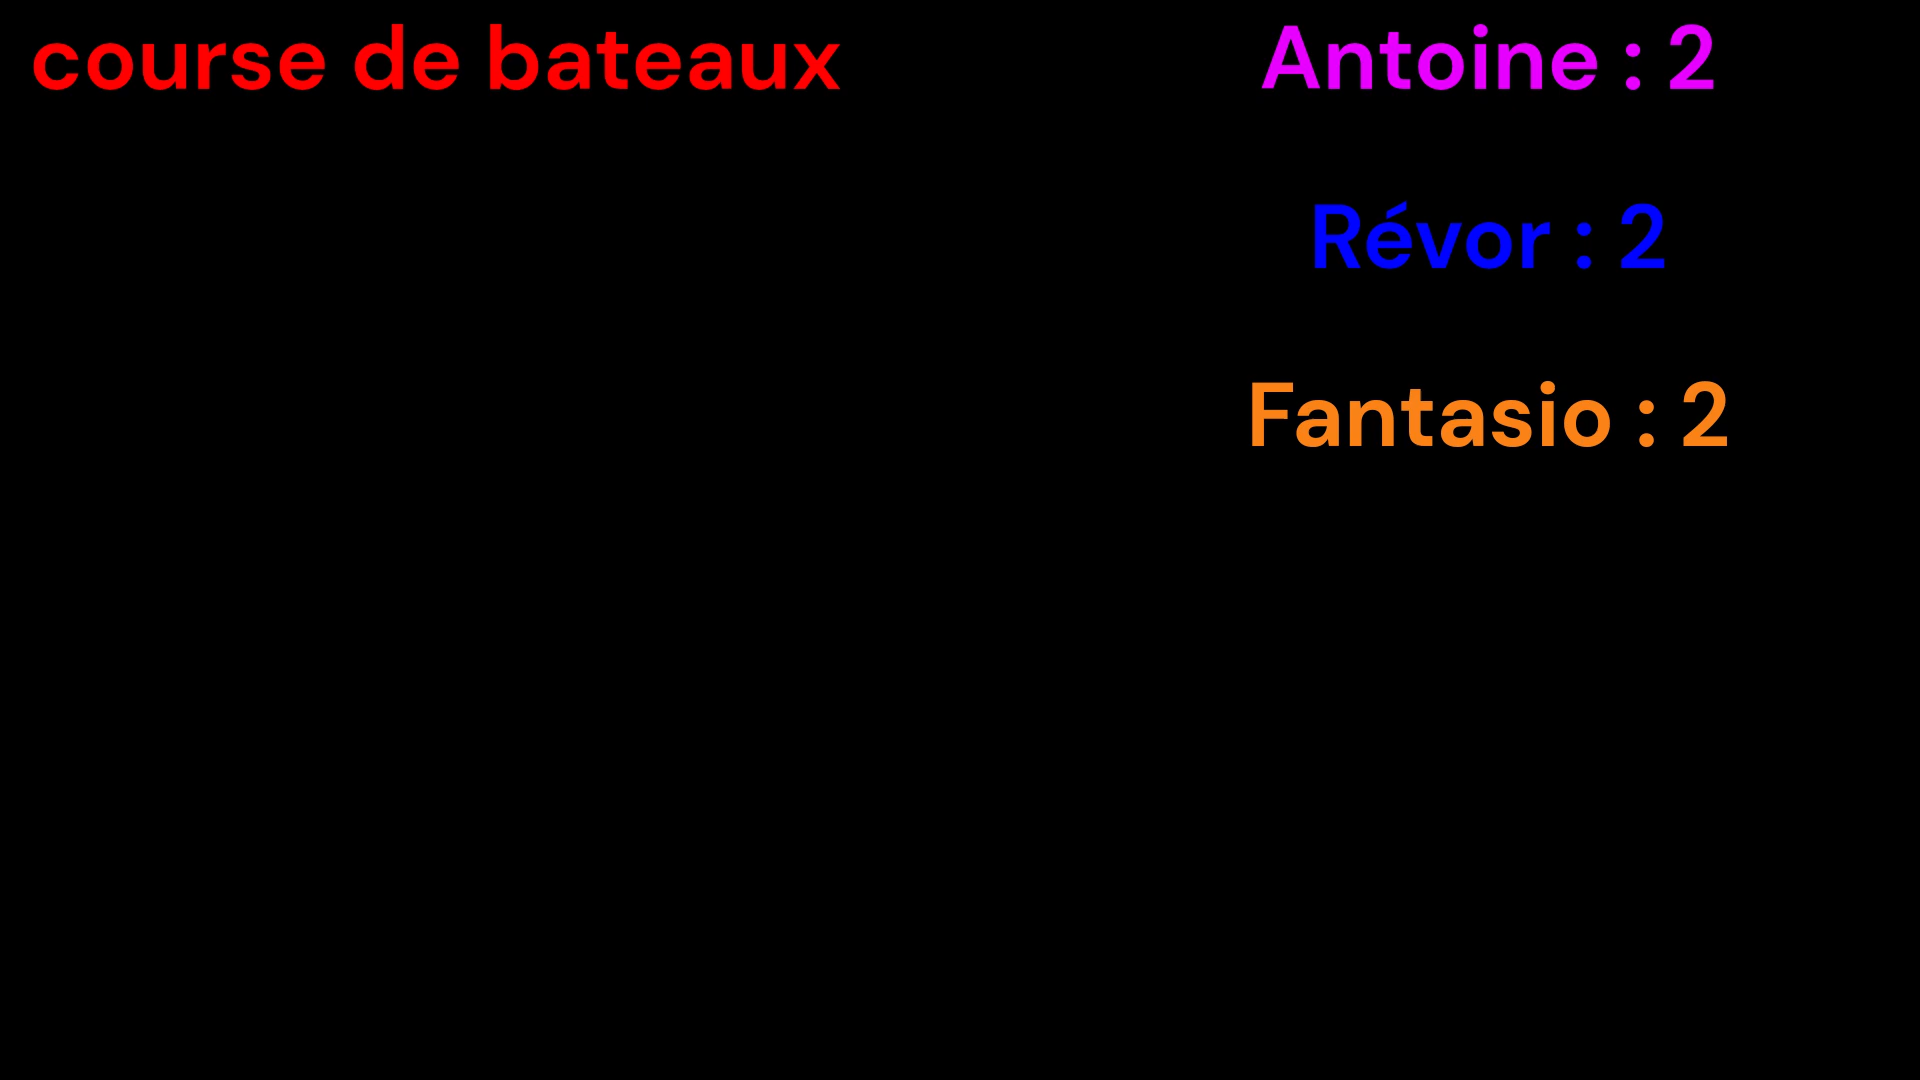 course de bateaux
Antoine : 2
Révor : 2
Fantasio : 2